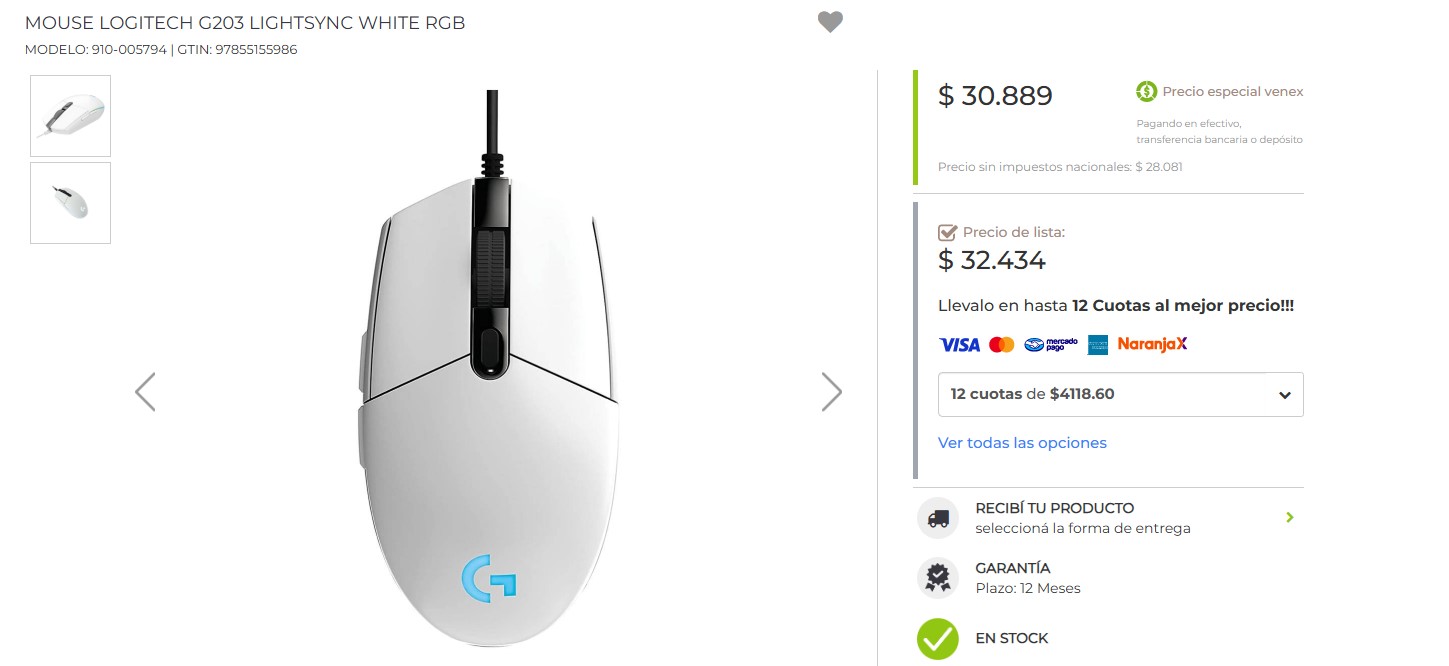 MOUSE LOGITECH G203 LIGHTSYNC WHITE RGB
MODELO: 910-005794 | GTIN: 97855155986
$ 30.889
Precio especial venex
Pagando en efectivo,
transferencia bancaria o depósito
Precio sin impuestos nacionales: $ 28.081
Precio de lista:
$ 32.434
Llevalo en hasta 12 Cuotas al mejor precio!!!
VISA mercado pago NaranjaX
12 cuotas de $4118.60
Ver todas las opciones
RECIBÍ TU PRODUCTO
seleccioná la forma de entrega
GARANTÍA
Plazo: 12 Meses
EN STOCK